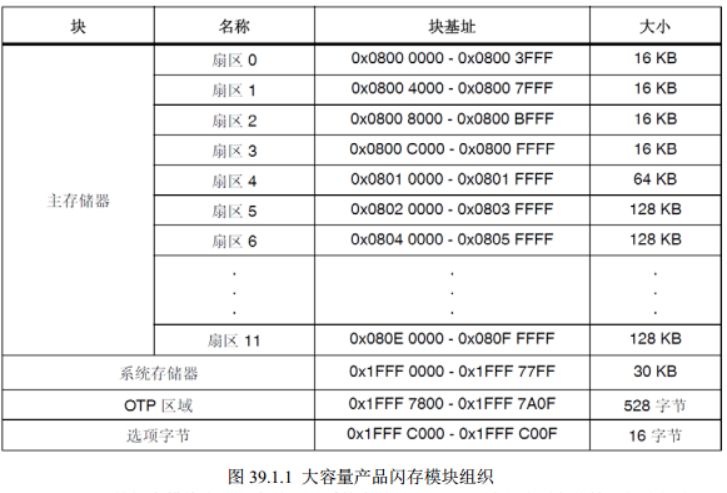 块 名称 块基址 大小
主存储器 扇区 0 0x0800 0000 - 0x0800 3FFF 16 KB
扇区 1 0x0800 4000 - 0x0800 7FFF 16 KB
扇区 2 0x0800 8000 - 0x0800 BFFF 16 KB
扇区 3 0x0800 C000 - 0x0800 FFFF 16 KB
扇区 4 0x0801 0000 - 0x0801 FFFF 64 KB
扇区 5 0x0802 0000 - 0x0803 FFFF 128 KB
扇区 6 0x0804 0000 - 0x0805 FFFF 128 KB
. . .
. . .
. . .
扇区 11 0x080E 0000 - 0x080F FFFF 128 KB
系统存储器 0x1FFF 0000 - 0x1FFF 77FF 30 KB
OTP 区域 0x1FFF 7800 - 0x1FFF 7A0F 528 字节
选项字节 0x1FFF C000 - 0x1FFF C00F 16 字节
图 39.1.1 大容量产品闪存模块组织